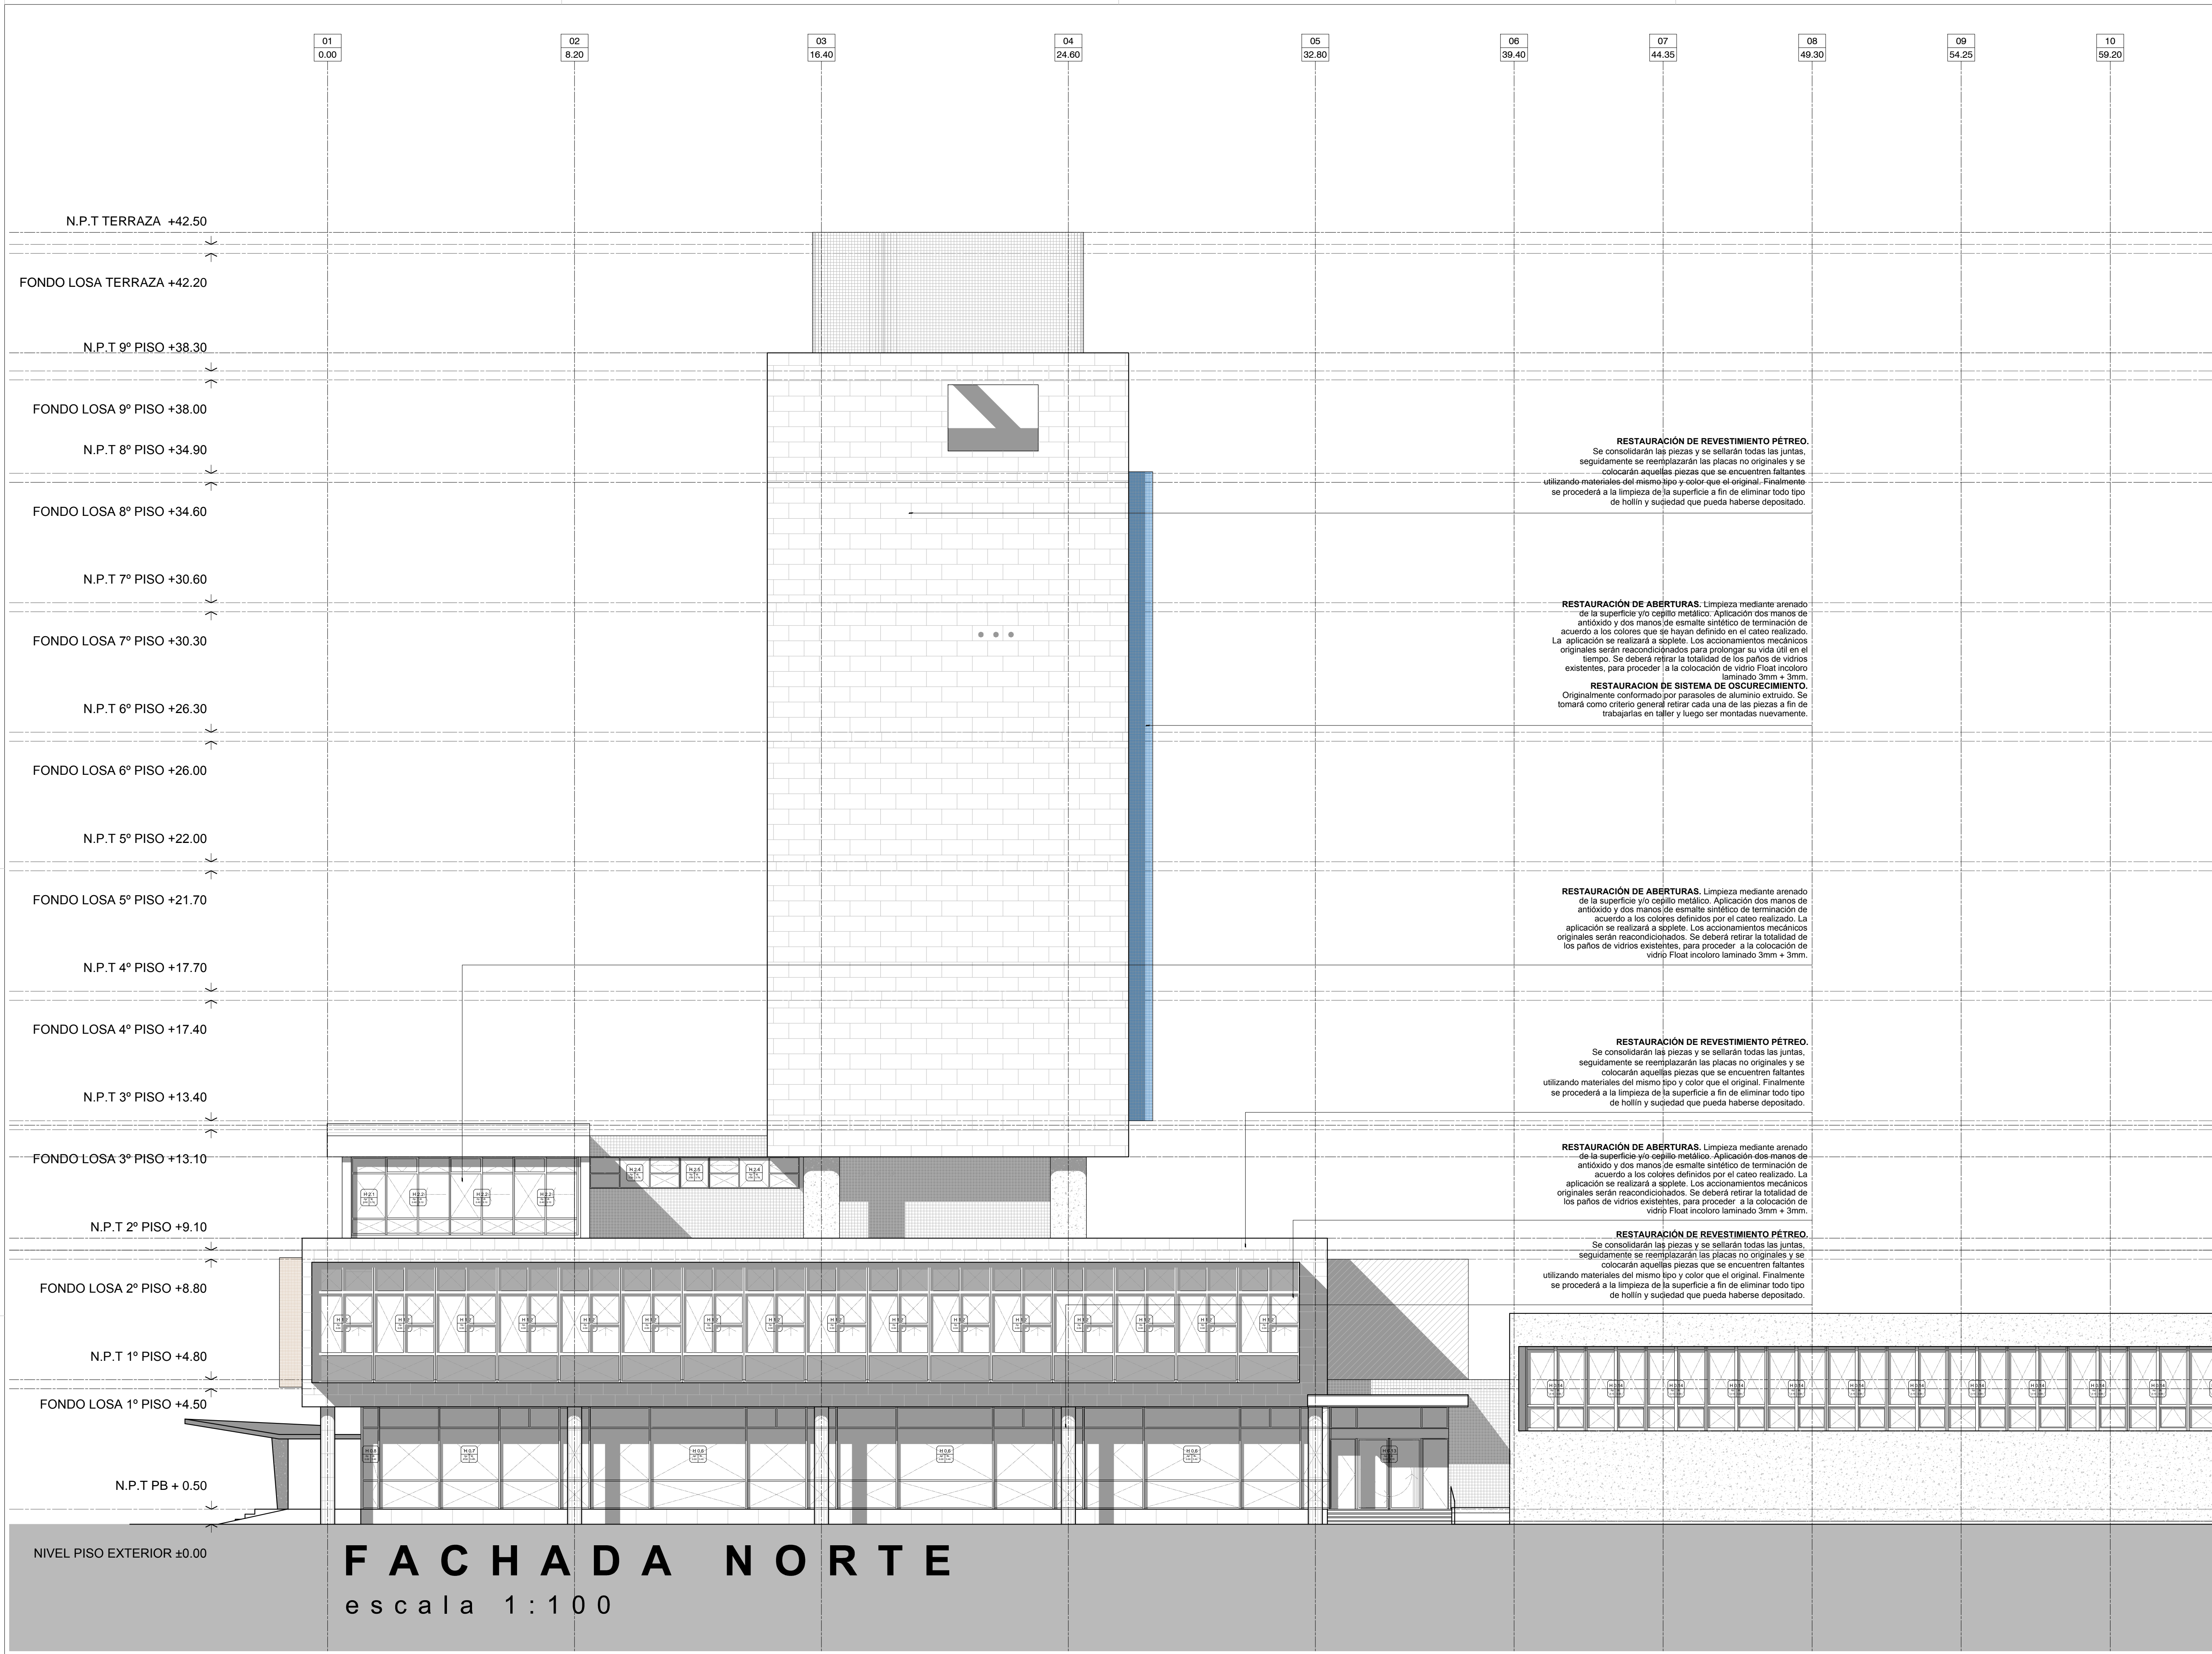 01
0.00
02
8.20
03
16.40
04
24.60
05
32.80
06
39.40
07
44.35
08
49.30
09
54.25
10
59.20
N.P.T TERRAZA +42.50
FONDO LOSA TERRAZA +42.20
N.P.T 9º PISO +38.30
FONDO LOSA 9º PISO +38.00
N.P.T 8º PISO +34.90
FONDO LOSA 8º PISO +34.60
N.P.T 7º PISO +30.60
FONDO LOSA 7º PISO +30.30
N.P.T 6º PISO +26.30
FONDO LOSA 6º PISO +26.00
N.P.T 5º PISO +22.00
FONDO LOSA 5º PISO +21.70
N.P.T 4º PISO +17.70
FONDO LOSA 4º PISO +17.40
N.P.T 3º PISO +13.40
FONDO LOSA 3º PISO +13.10
N.P.T 2º PISO +9.10
FONDO LOSA 2º PISO +8.80
N.P.T 1º PISO +4.80
FONDO LOSA 1º PISO +4.50
N.P.T PB + 0.50
NIVEL PISO EXTERIOR ±0.00
RESTAURACIÓN DE REVESTIMIENTO PÉTREO.
Se consolidarán las piezas y se sellarán todas las juntas,
seguidamente se reemplazarán las placas no originales y se
colocarán aquellas piezas que se encuentren faltantes
utilizando materiales del mismo tipo y color que el original. Finalmente
se procederá a la limpieza de la superficie a fin de eliminar todo tipo
de hollín y suciedad que pueda haberse depositado.
RESTAURACIÓN DE ABERTURAS. Limpieza mediante arenado
de la superficie y/o cepillo metálico. Aplicación dos manos de
antióxido y dos manos de esmalte sintético de terminación de
acuerdo a los colores que se hayan definido en el cateo realizado.
La aplicación se realizará a soplete. Los accionamientos mecánicos
originales serán reacondicionados para prolongar su vida útil en el
tiempo. Se deberá retirar la totalidad de los paños de vidrios
existentes, para proceder a la colocación de vidrio Float incoloro
laminado 3mm + 3mm.
RESTAURACION DE SISTEMA DE OSCURECIMIENTO.
Originalmente conformado por parasoles de aluminio extruido. Se
tomará como criterio general retirar cada una de las piezas a fin de
trabajarlas en taller y luego ser montadas nuevamente.
RESTAURACIÓN DE ABERTURAS. Limpieza mediante arenado
de la superficie y/o cepillo metálico. Aplicación dos manos de
antióxido y dos manos de esmalte sintético de terminación de
acuerdo a los colores definidos por el cateo realizado. La
aplicación se realizará a soplete. Los accionamientos mecánicos
originales serán reacondicionados. Se deberá retirar la totalidad de
los paños de vidrios existentes, para proceder a la colocación de
vidrio Float incoloro laminado 3mm + 3mm.
RESTAURACIÓN DE REVESTIMIENTO PÉTREO.
Se consolidarán las piezas y se sellarán todas las juntas,
seguidamente se reemplazarán las placas no originales y se
colocarán aquellas piezas que se encuentren faltantes
utilizando materiales del mismo tipo y color que el original. Finalmente
se procederá a la limpieza de la superficie a fin de eliminar todo tipo
de hollín y suciedad que pueda haberse depositado.
RESTAURACIÓN DE ABERTURAS. Limpieza mediante arenado
de la superficie y/o cepillo metálico. Aplicación dos manos de
antióxido y dos manos de esmalte sintético de terminación de
acuerdo a los colores definidos por el cateo realizado. La
aplicación se realizará a soplete. Los accionamientos mecánicos
originales serán reacondicionados. Se deberá retirar la totalidad de
los paños de vidrios existentes, para proceder a la colocación de
vidrio Float incoloro laminado 3mm + 3mm.
RESTAURACIÓN DE REVESTIMIENTO PÉTREO.
Se consolidarán las piezas y se sellarán todas las juntas,
seguidamente se reemplazarán las placas no originales y se
colocarán aquellas piezas que se encuentren faltantes
utilizando materiales del mismo tipo y color que el original. Finalmente
se procederá a la limpieza de la superficie a fin de eliminar todo tipo
de hollín y suciedad que pueda haberse depositado.
H 2.4
H 2.5
H 2.4
H 2.1
H 2.2
H 2.2
H 2.2
H 0.7
H 0.6
H 0.6
H 0.6
FACHADA NORTE
escala 1:100